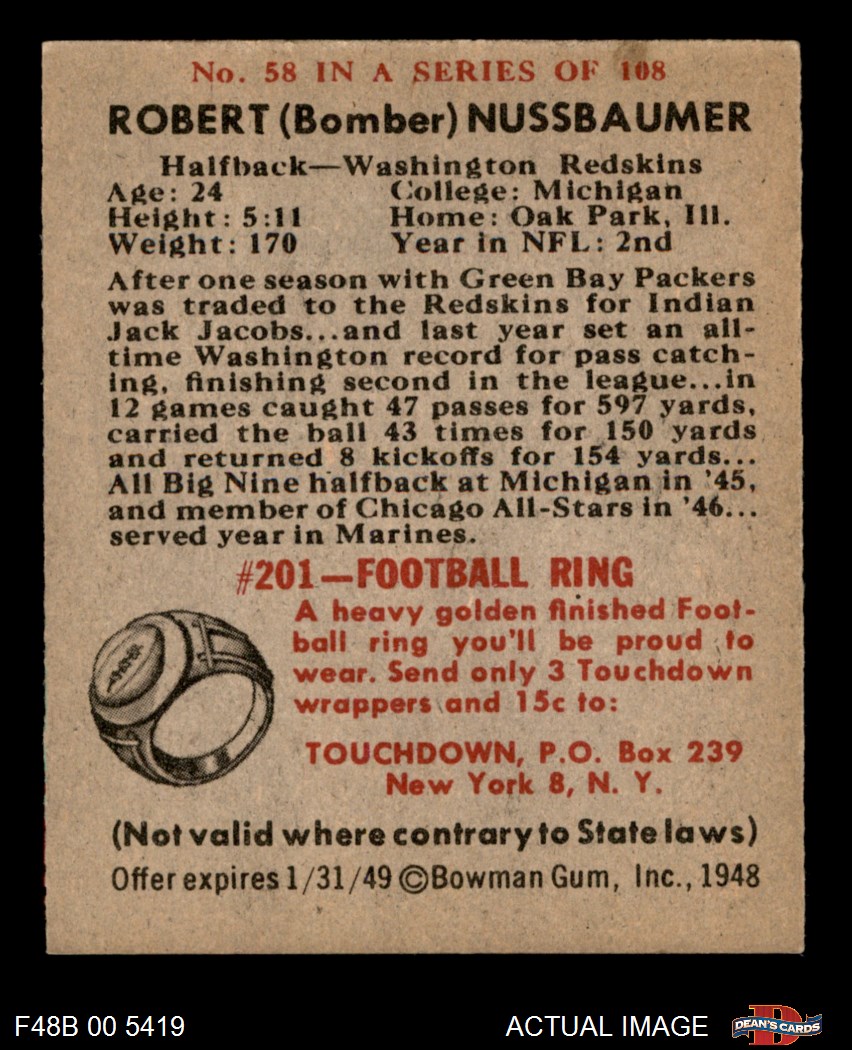 No. 58 IN A SERIES OF 108
ROBERT (Bomber) NUSSBAUMER
Halfback—Washington Redskins
Age: 24 College: Michigan
Height: 5:11 Home: Oak Park, Ill.
Weight: 170 Year in NFL: 2nd
After one season with Green Bay Packers
was traded to the Redskins for Indian
Jack Jacobs...and last year set an all-
time Washington record for pass catch-
ing, finishing second in the league...in
12 games caught 47 passes for 597 yards,
carried the ball 43 times for 150 yards
and returned 8 kickoffs for 154 yards...
All Big Nine halfback at Michigan in '45,
and member of Chicago All-Stars in '46...
served year in Marines.
#201—FOOTBALL RING
A heavy golden finished Foot-
ball ring you'll be proud to
wear. Send only 3 Touchdown
wrappers and 15c to:
TOUCHDOWN, P.O. Box 239
New York 8, N. Y.
(Not valid where contrary to State laws)
Offer expires 1/31/49 ©Bowman Gum, Inc., 1948
F48B 00 5419 ACTUAL IMAGE D DEAN'S CARDS